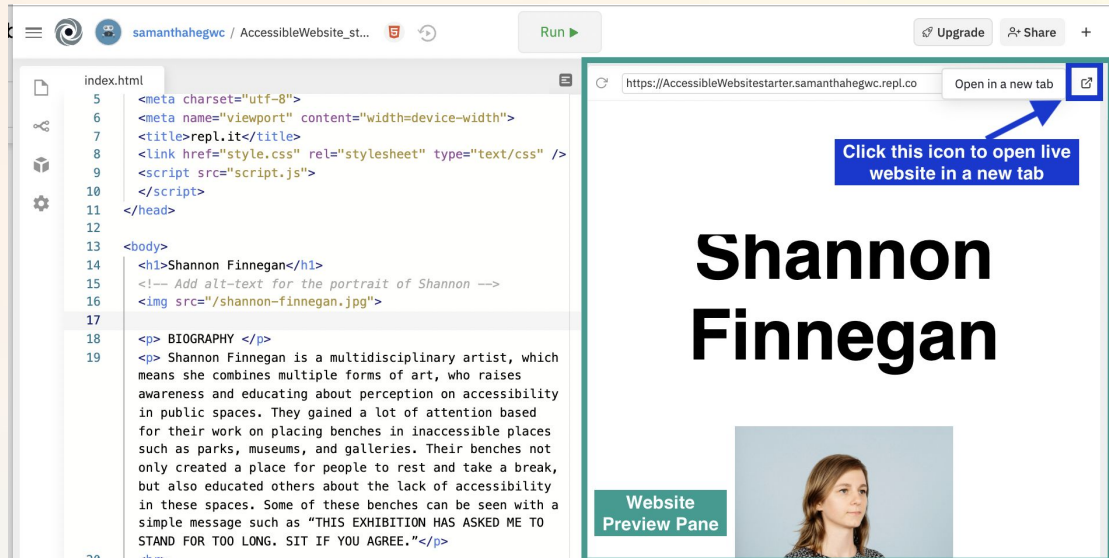 samanthahegwc / AccessibleWebsite_st...
Run
Upgrade
Share
+
index.html
5 <meta charset="utf-8">
6 <meta name="viewport" content="width=device-width">
7 <title>repl.it</title>
8 <link href="style.css" rel="stylesheet" type="text/css" />
9 <script src="script.js">
10 </script>
11 </head>
12
13 <body>
14 <h1>Shannon Finnegan</h1>
15 <!-- Add alt-text for the portrait of Shannon -->
16 <img src="/shannon-finnegan.jpg">
17
18 <p> BIOGRAPHY </p>
19 <p> Shannon Finnegan is a multidisciplinary artist, which
means she combines multiple forms of art, who raises
awareness and educating about perception on accessibility
in public spaces. They gained a lot of attention based
for their work on placing benches in inaccessible places
such as parks, museums, and galleries. Their benches not
only created a place for people to rest and take a break,
but also educated others about the lack of accessibility
in these spaces. Some of these benches can be seen with a
simple message such as “THIS EXHIBITION HAS ASKED ME TO
STAND FOR TOO LONG. SIT IF YOU AGREE.”</p>
https://AccessibleWebsitestarter.samanthahegwc.repl.co
Open in a new tab
Click this icon to open live
website in a new tab
Shannon
Finnegan
Website
Preview Pane